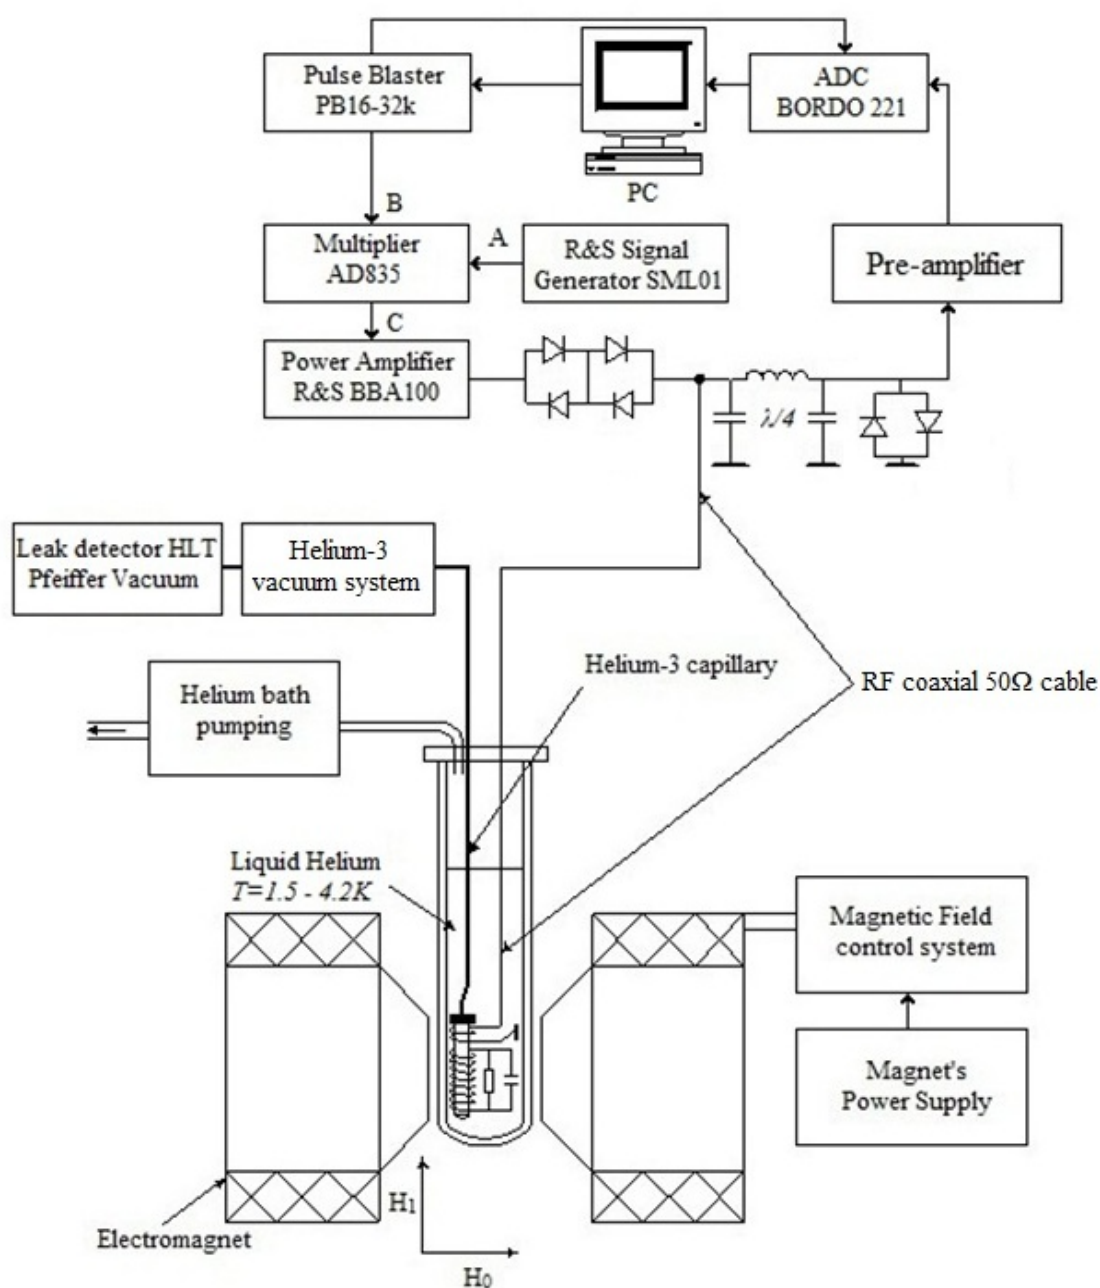 Pulse Blaster
PB16-32k
PC
ADC
BORDO 221
B
Multiplier
AD835
A
R&S Signal
Generator SML01
Pre-amplifier
C
Power Amplifier
R&S BBA100
λ/4
Leak detector HLT
Pfeiffer Vacuum
Helium-3
vacuum system
Helium-3 capillary
RF coaxial 50Ω cable
Helium bath
pumping
Liquid Helium
T=1.5 - 4.2K
Magnetic Field
control system
Magnet's
Power Supply
Electromagnet
H₁
H₀